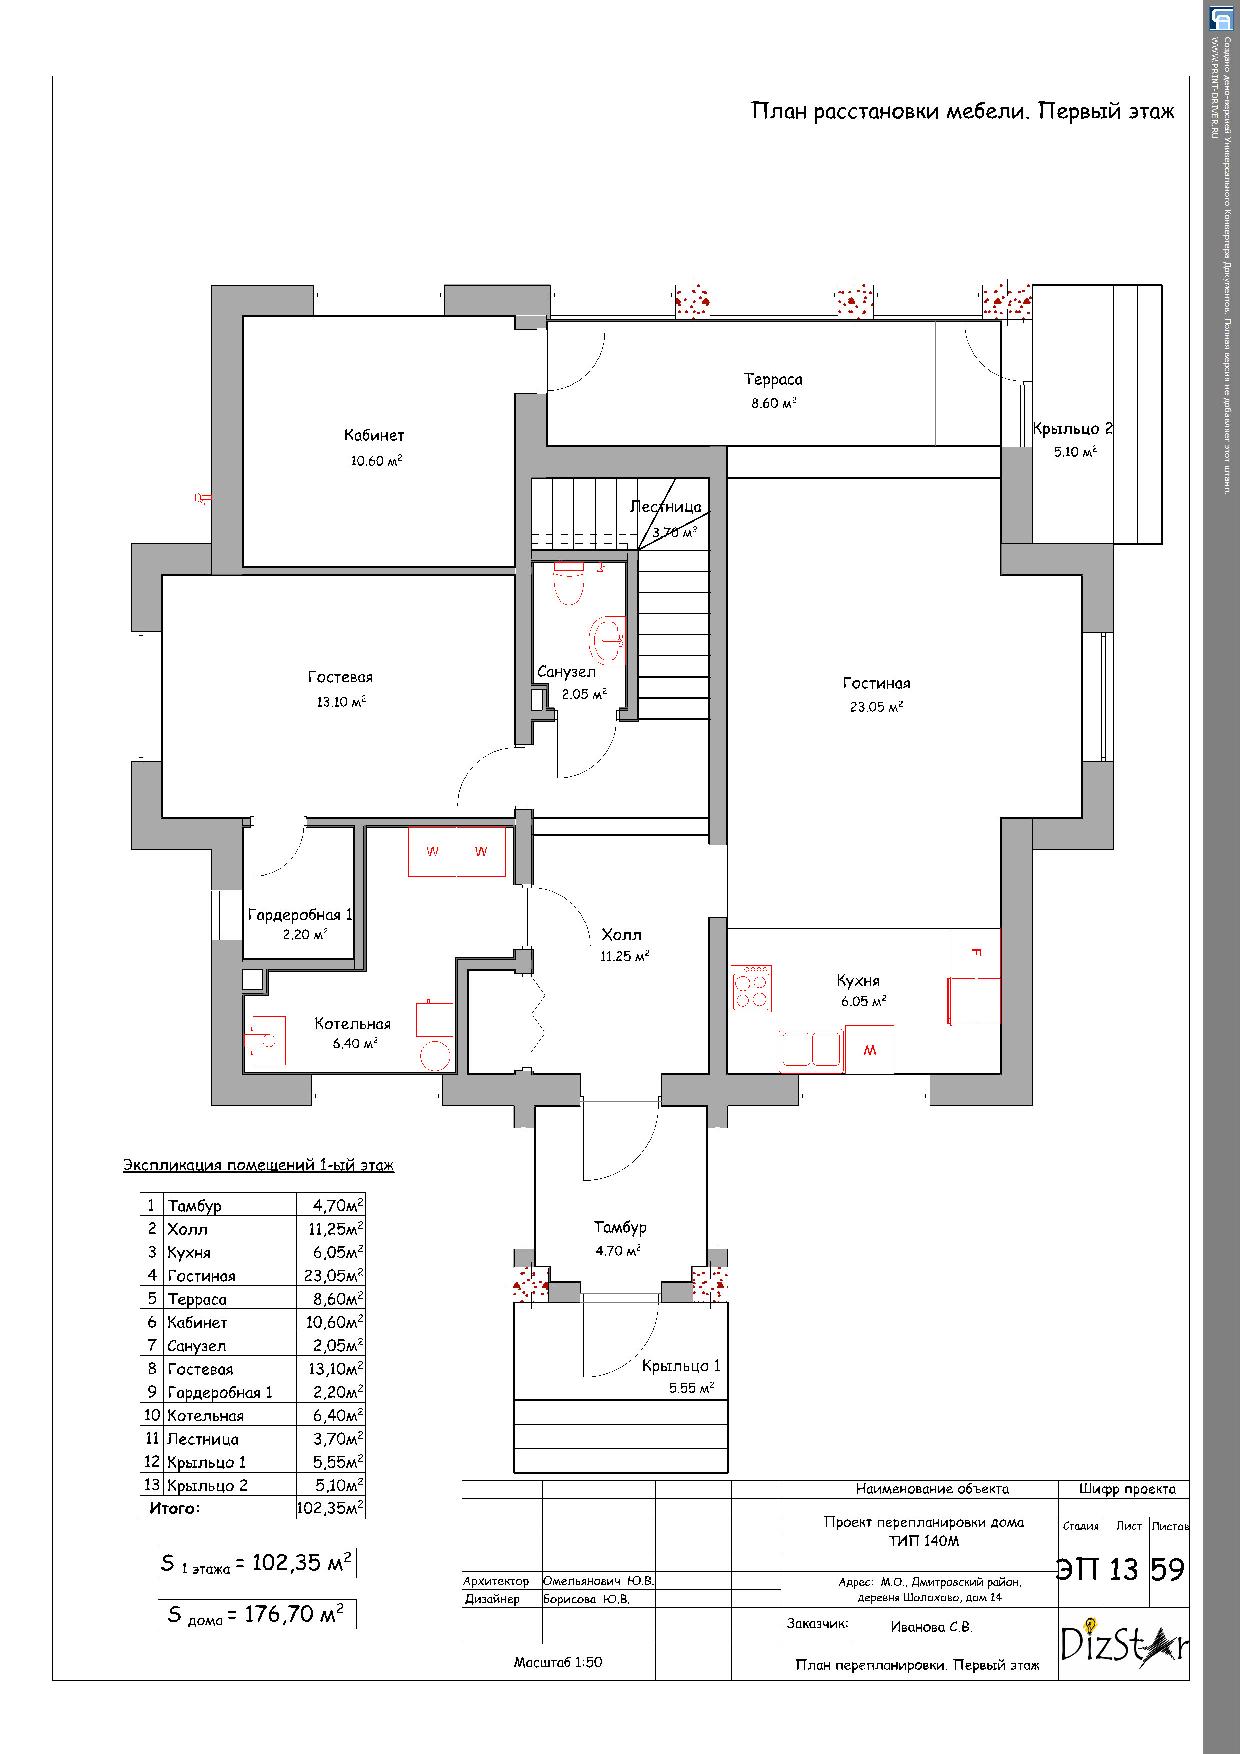 Создано демо-версией Универсального Конвертера Документов. Полная версия не добавляет этот штамп.
WWW.PRINT-DRIVER.RU
План расстановки мебели. Первый этаж
Терраса
8.60 м²
Крыльцо 2
5.10 м²
Кабинет
10.60 м²
Лестница
3.70 м²
Гостевая
13.10 м²
Санузел
2.05 м²
Гостиная
23.05 м²
W W
Гардеробная 1
2.20 м²
Холл
11.25 м²
F
Кухня
6.05 м²
Котельная
6.40 м²
M
Экспликация помещений 1-ый этаж
1 Тамбур 4,70м²
2 Холл 11,25м²
3 Кухня 6,05м²
4 Гостиная 23,05м²
5 Терраса 8,60м²
6 Кабинет 10,60м²
7 Санузел 2,05м²
8 Гостевая 13,10м²
9 Гардеробная 1 2,20м²
10 Котельная 6,40м²
11 Лестница 3,70м²
12 Крыльцо 1 5,55м²
13 Крыльцо 2 5,10м²
Итого: 102,35м²
S 1 этажа = 102,35 м²
S дома = 176,70 м²
Тамбур
4.70 м²
Крыльцо 1
5.55 м²
Наименование объекта Шифр проекта
Проект перепланировки дома
ТИП 140М
Стадия Лист Листов
ЭП 13 59
Архитектор Омельянович Ю.В.
Дизайнер Борисова Ю.В.
Адрес: М.О., Дмитровский район,
деревня Шолохово, дом 14
Заказчик: Иванова С.В.
DizStAr
Масштаб 1:50
План перепланировки. Первый этаж